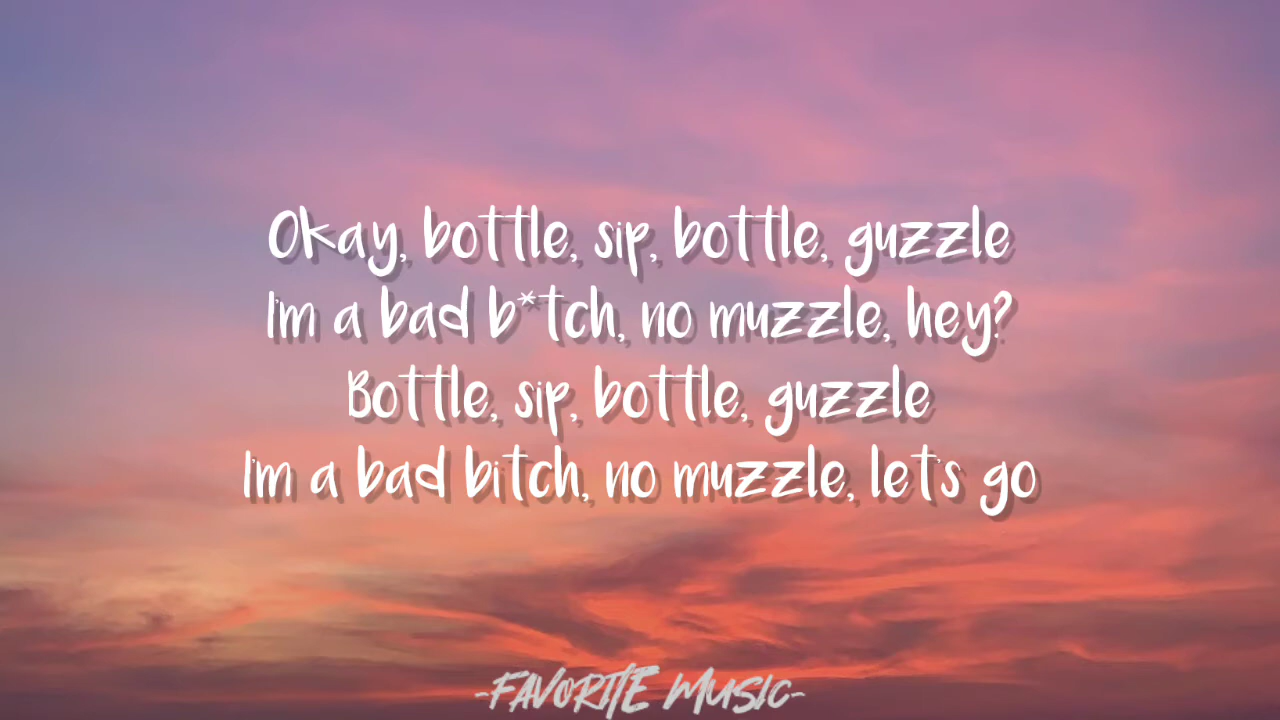 Okay, bottle, sip, bottle, guzzle
I'm a bad b*tch, no muzzle, hey?
Bottle, sip, bottle, guzzle
I'm a bad bitch, no muzzle, let's go
-FAVORITE MUSIC-